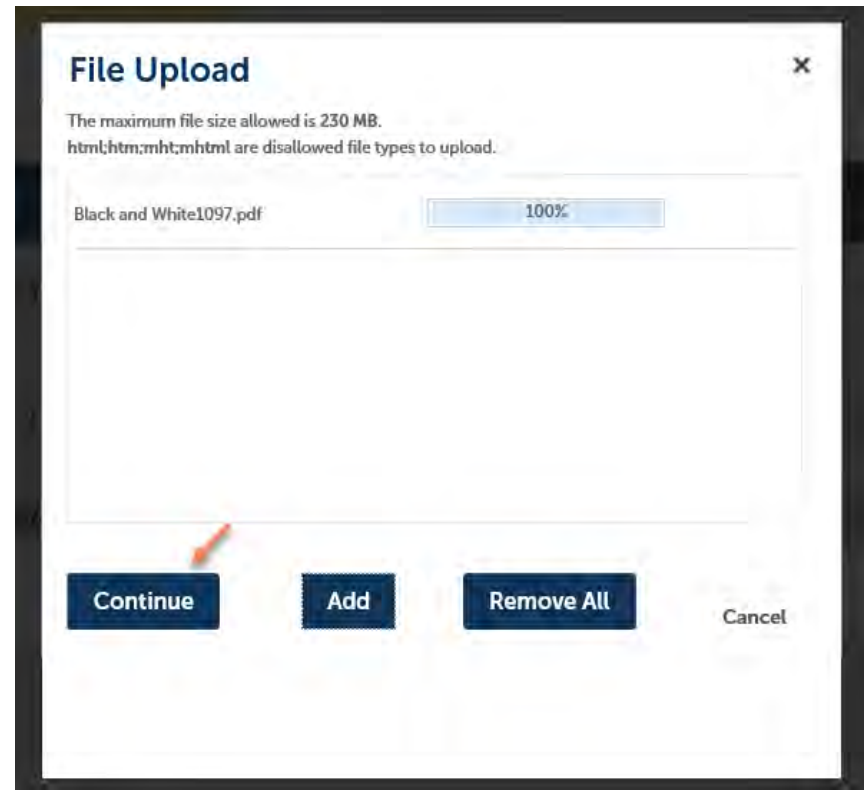 File Upload
×
The maximum file size allowed is 230 MB.
html;htm;mht;mhtml are disallowed file types to upload.
Black and White1097.pdf 100%
Continue Add Remove All Cancel